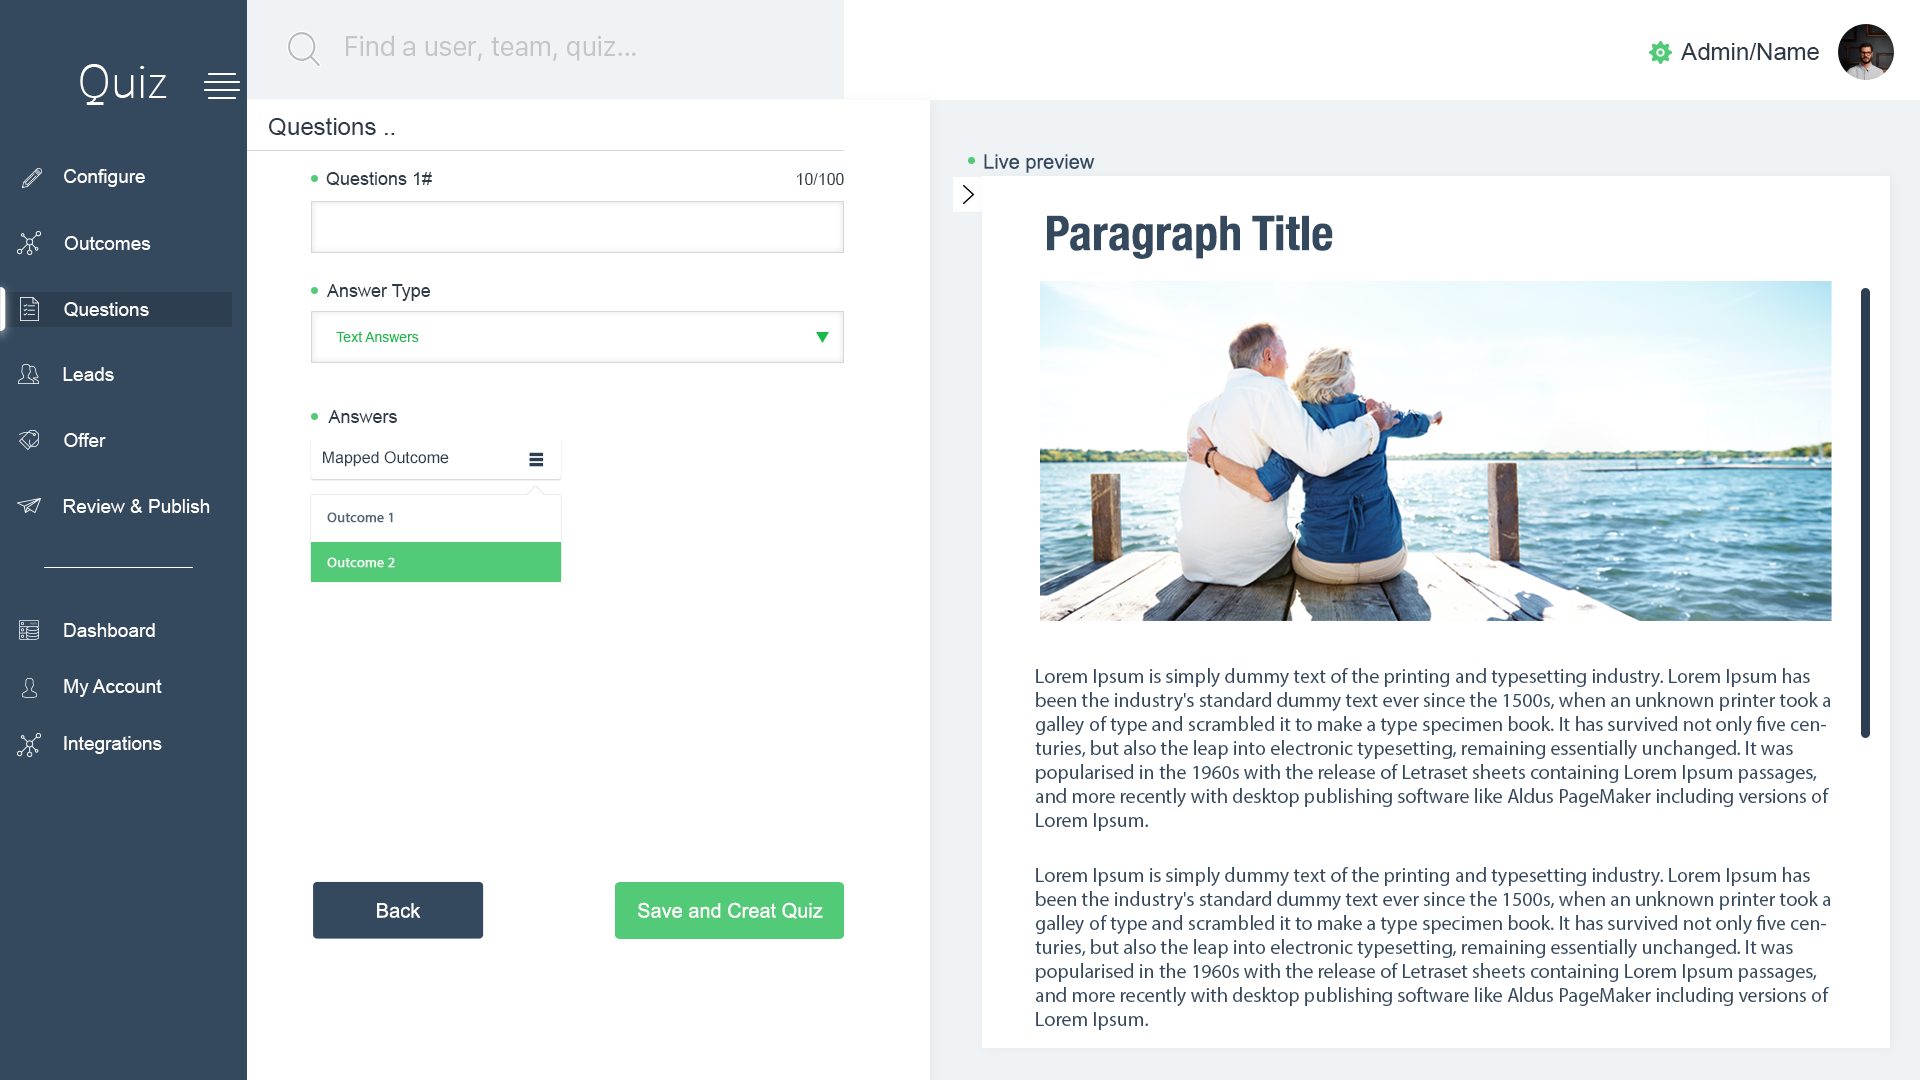 Quiz
Configure
Outcomes
Questions
Leads
Offer
Review & Publish
Dashboard
My Account
Integrations
Find a user, team, quiz...
Admin/Name
Questions ..
Questions 1#
10/100
Answer Type
Text Answers
Answers
Mapped Outcome
Outcome 1
Outcome 2
Back
Save and Creat Quiz
Live preview
Paragraph Title
Lorem Ipsum is simply dummy text of the printing and typesetting industry. Lorem Ipsum has
been the industry's standard dummy text ever since the 1500s, when an unknown printer took a
galley of type and scrambled it to make a type specimen book. It has survived not only five cen-
turies, but also the leap into electronic typesetting, remaining essentially unchanged. It was
popularised in the 1960s with the release of Letraset sheets containing Lorem Ipsum passages,
and more recently with desktop publishing software like Aldus PageMaker including versions of
Lorem Ipsum.
Lorem Ipsum is simply dummy text of the printing and typesetting industry. Lorem Ipsum has
been the industry's standard dummy text ever since the 1500s, when an unknown printer took a
galley of type and scrambled it to make a type specimen book. It has survived not only five cen-
turies, but also the leap into electronic typesetting, remaining essentially unchanged. It was
popularised in the 1960s with the release of Letraset sheets containing Lorem Ipsum passages,
and more recently with desktop publishing software like Aldus PageMaker including versions of
Lorem Ipsum.